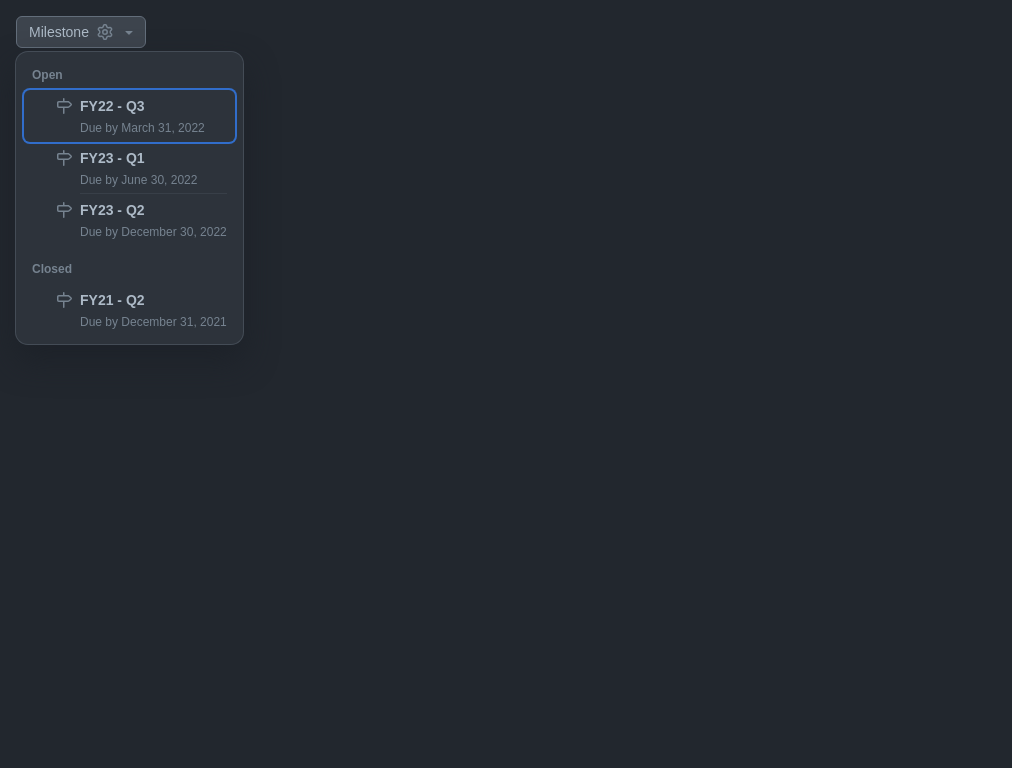 Milestone
Open
FY22 - Q3
Due by March 31, 2022
FY23 - Q1
Due by June 30, 2022
FY23 - Q2
Due by December 30, 2022
Closed
FY21 - Q2
Due by December 31, 2021